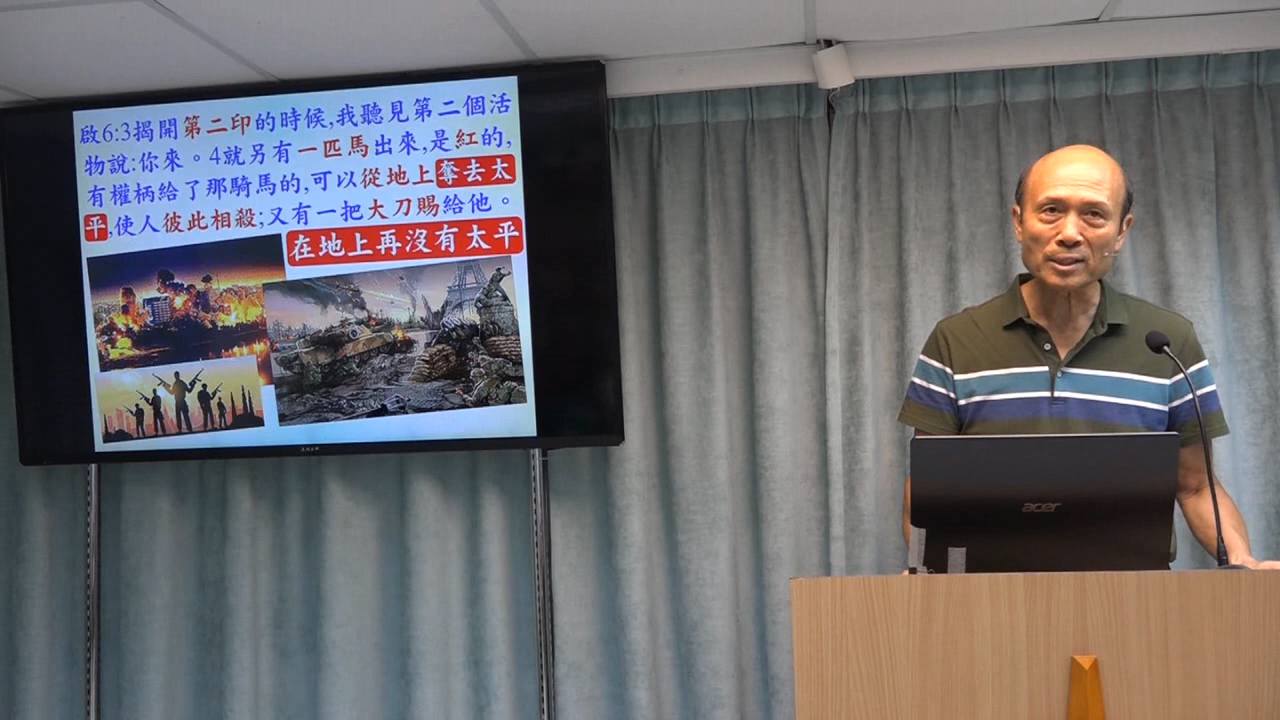 啟6:3揭開第二印的時候,我聽見第二個活
物說:你來。4就另有一匹馬出來,是紅的,
有權柄給了那騎馬的,可以從地上奪去太
平,使人彼此相殺;又有一把大刀賜給他。
在地上再沒有太平
acer